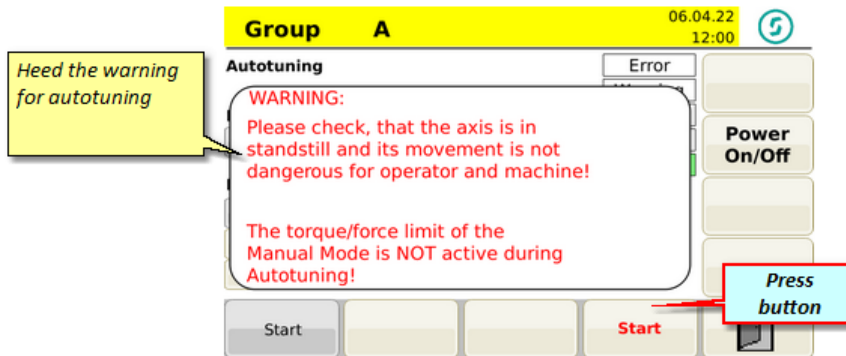 Group A
06.04.22
12:00
Heed the warning
for autotuning
Autotuning
Error
WARNING:
Please check, that the axis is in
standstill and its movement is not
dangerous for operator and machine!
The torque/force limit of the
Manual Mode is NOT active during
Autotuning!
Power
On/Off
Press
button
Start
Start